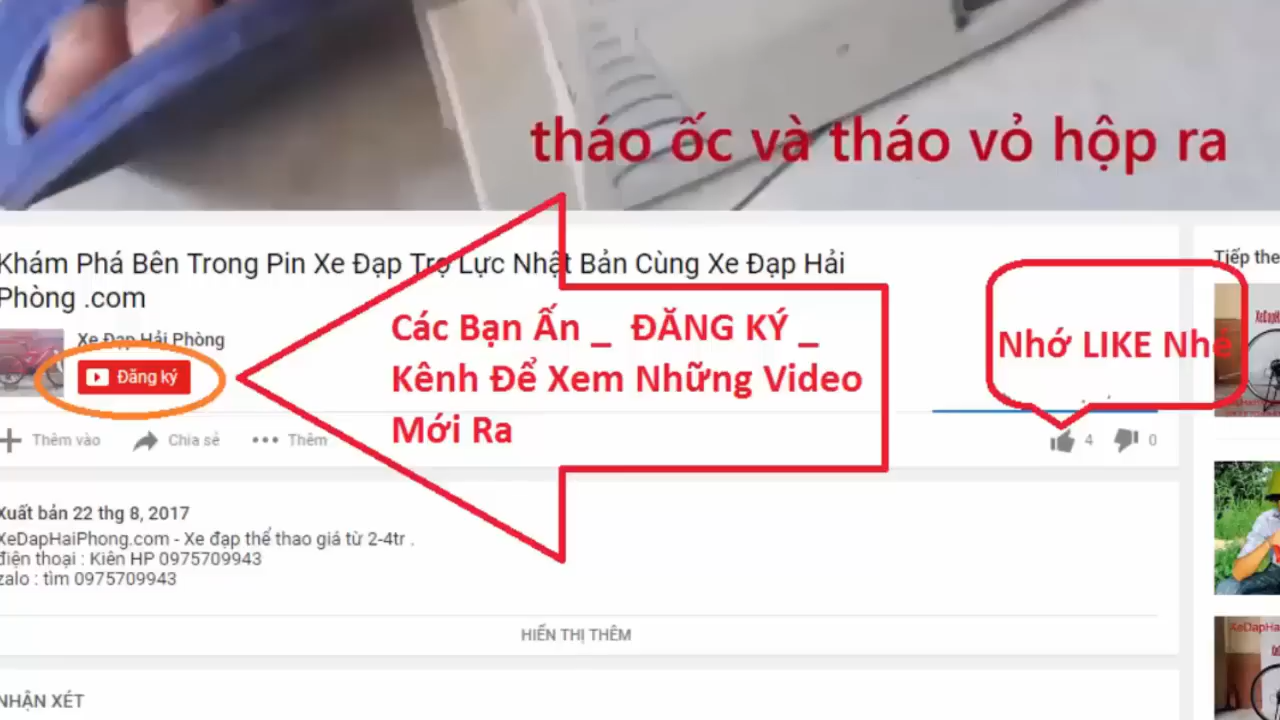 tháo ốc và tháo vỏ hộp ra
Khám Phá Bên Trong Pin Xe Đạp Trợ Lực Nhật Bản Cùng Xe Đạp Hải
Phòng .com
Xe Đạp Hải Phòng
Đăng ký
Các Bạn Ấn _ ĐĂNG KÝ _
Kênh Để Xem Những Video
Mới Ra
Nhớ LIKE Nhé
Tiếp the
Thêm vào
Chia sẻ
Thêm
4
0
Xuất bản 22 thg 8, 2017
XeDapHaiPhong.com - Xe đạp thể thao giá từ 2-4tr .
điện thoại : Kiên HP 0975709943
zalo : tìm 0975709943
HIỂN THỊ THÊM
XeDapHa
NHẬN XÉT